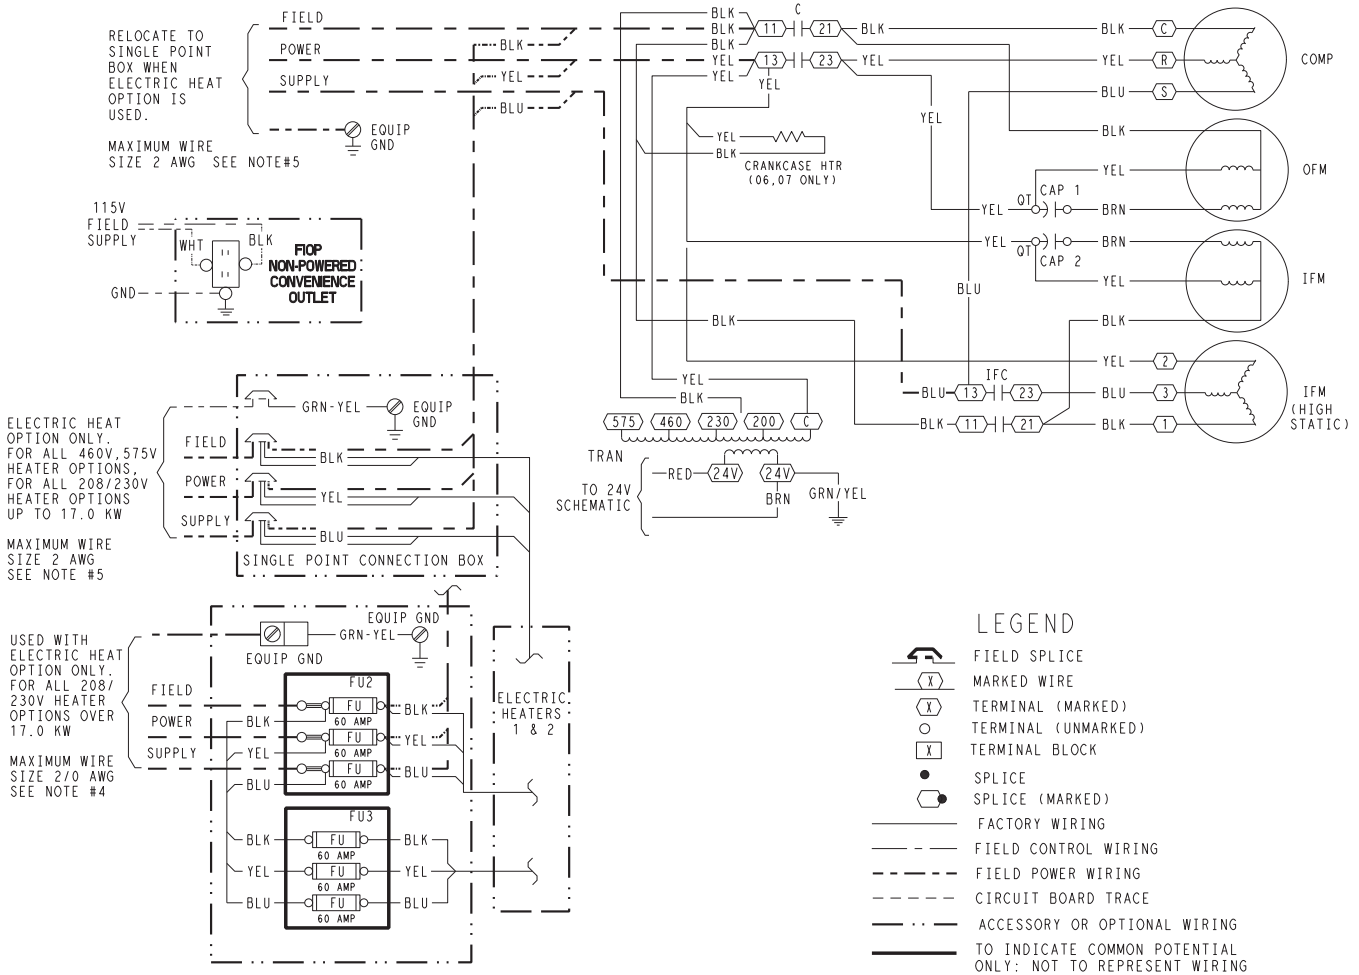 RELOCATE TO
SINGLE POINT
BOX WHEN
ELECTRIC HEAT
OPTION IS
USED.
MAXIMUM WIRE
SIZE 2 AWG SEE NOTE#5
FIELD
POWER
SUPPLY
EQUIP
GND
BLK
YEL
BLU
BLK
BLK
BLK
YEL
YEL
C
11
21
BLK
13
23
YEL
YEL
YEL
BLK
CRANKCASE HTR
(06,07 ONLY)
YEL
BLK
C
YEL
R
BLU
S
COMP
BLK
YEL
OFM
YEL
QT
CAP 1
BRN
YEL
QT
CAP 2
BRN
YEL
IFM
BLU
BLK
BLK
YEL
2
BLU
13
IFC
23
BLU
3
BLK
11
21
BLK
1
IFM
(HIGH
STATIC)
115V
FIELD
SUPPLY
WHT
BLK
GND
FIOP
NON-POWERED
CONVENIENCE
OUTLET
YEL
BLK
575
460
230
200
C
TRAN
RED
24V
24V
BRN
GRN/YEL
TO 24V
SCHEMATIC
ELECTRIC HEAT
OPTION ONLY.
FOR ALL 460V,575V
HEATER OPTIONS,
FOR ALL 208/230V
HEATER OPTIONS
UP TO 17.0 KW
MAXIMUM WIRE
SIZE 2 AWG
SEE NOTE #5
FIELD
POWER
SUPPLY
GRN-YEL
EQUIP
GND
BLK
YEL
BLU
SINGLE POINT CONNECTION BOX
USED WITH
ELECTRIC HEAT
OPTION ONLY.
FOR ALL 208/
230V HEATER
OPTIONS OVER
17.0 KW
MAXIMUM WIRE
SIZE 2/0 AWG
SEE NOTE #4
FIELD
POWER
SUPPLY
EQUIP GND
GRN-YEL
EQUIP GND
FU2
FU
60 AMP
FU
60 AMP
FU
60 AMP
BLK
YEL
BLU
BLK
YEL
BLU
FU3
BLK
FU
BLK
60 AMP
YEL
FU
YEL
60 AMP
BLU
FU
BLU
60 AMP
ELECTRIC
HEATERS
1 & 2
LEGEND
FIELD SPLICE
X
MARKED WIRE
X
TERMINAL (MARKED)
TERMINAL (UNMARKED)
X
TERMINAL BLOCK
SPLICE
SPLICE (MARKED)
FACTORY WIRING
FIELD CONTROL WIRING
FIELD POWER WIRING
CIRCUIT BOARD TRACE
ACCESSORY OR OPTIONAL WIRING
TO INDICATE COMMON POTENTIAL
ONLY: NOT TO REPRESENT WIRING